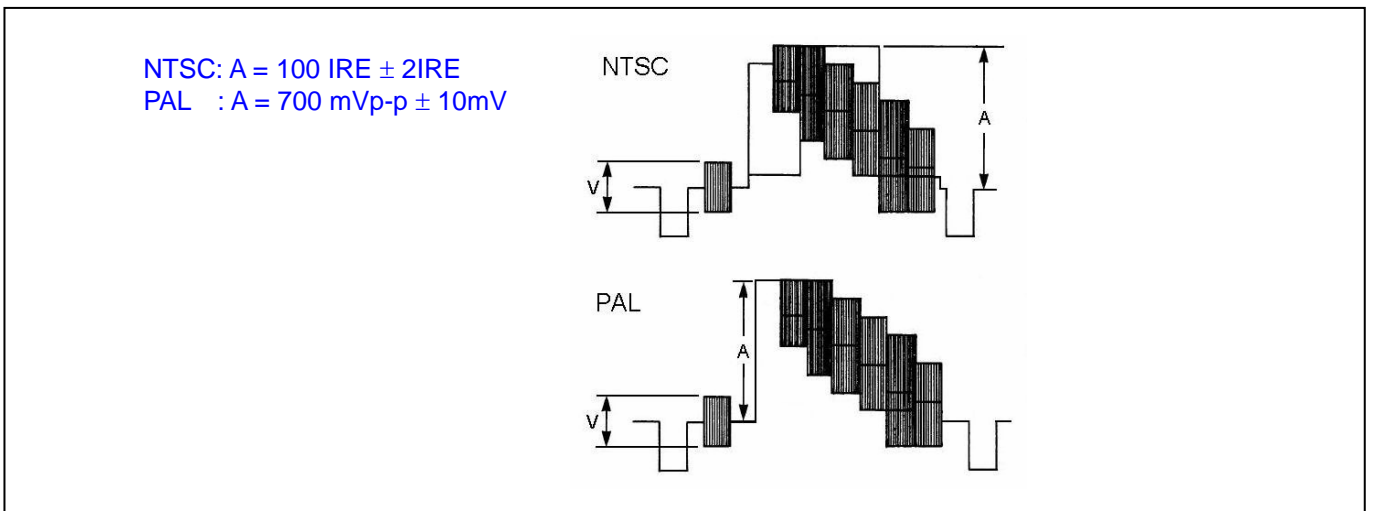 NTSC: A = 100 IRE ± 2IRE
PAL : A = 700 mVp-p ± 10mV
NTSC
A
V
PAL
A
V